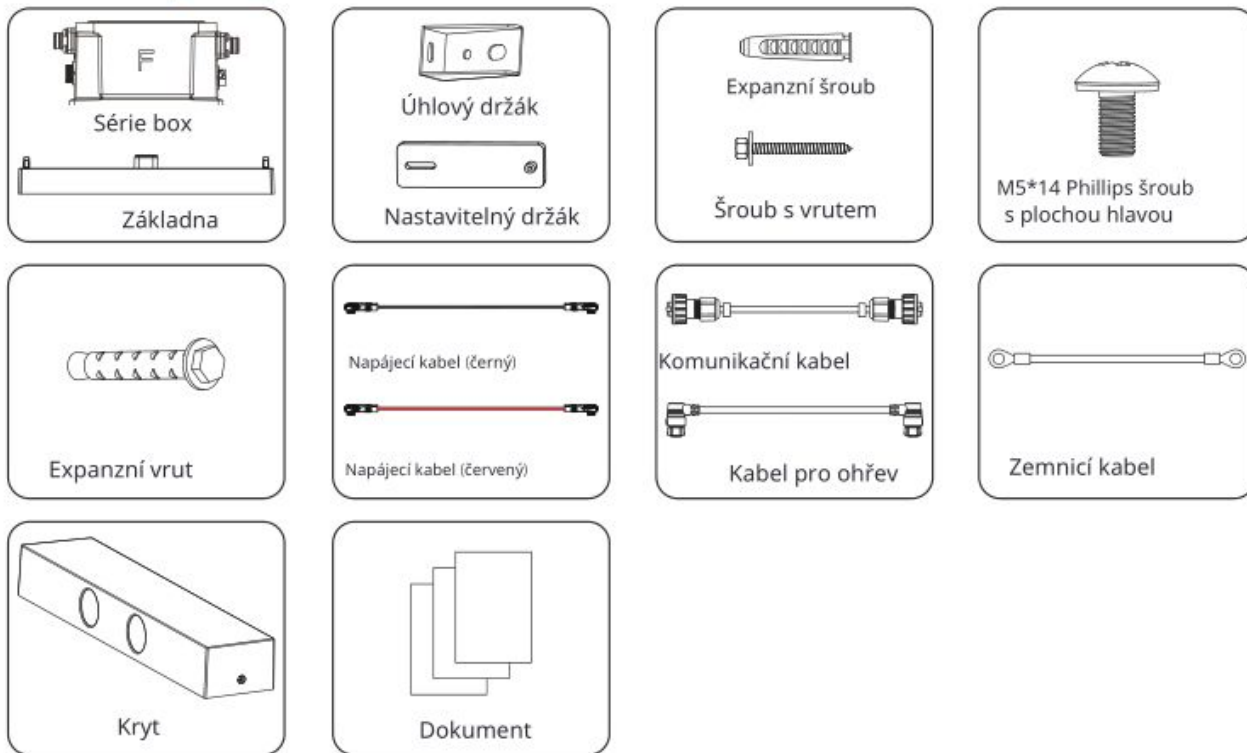 F
Série box
Základna
Úhlový držák
Nastavitelný držák
Expanzní šroub
Šroub s vrutem
M5*14 Phillips šroub
s plochou hlavou
Expanzní vrut
Napájecí kabel (černý)
Napájecí kabel (červený)
Komunikační kabel
Kabel pro ohřev
Zemnicí kabel
Kryt
Dokument